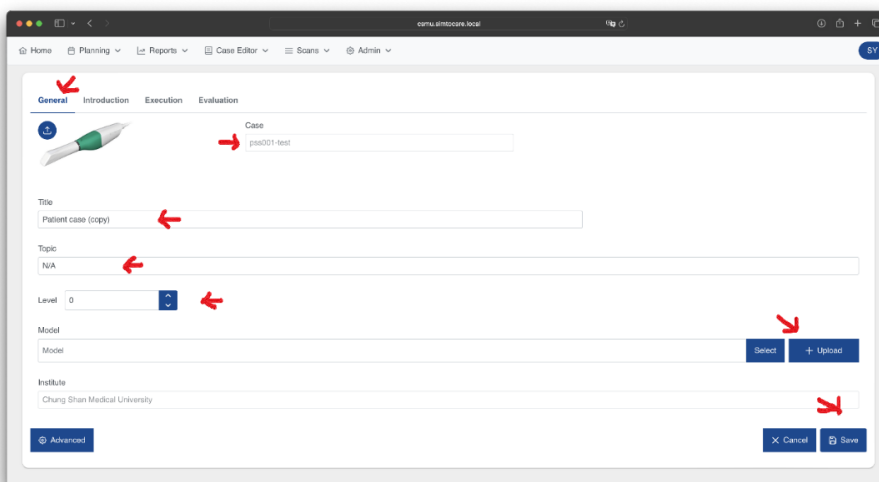 csmu.simtocare.local
Home Planning Reports Case Editor Scans Admin SY
General Introduction Execution Evaluation
Case
pss001-test
Title
Patient case (copy)
Topic
N/A
Level 0
Model
Model Select + Upload
Institute
Chung Shan Medical University
Advanced Cancel Save